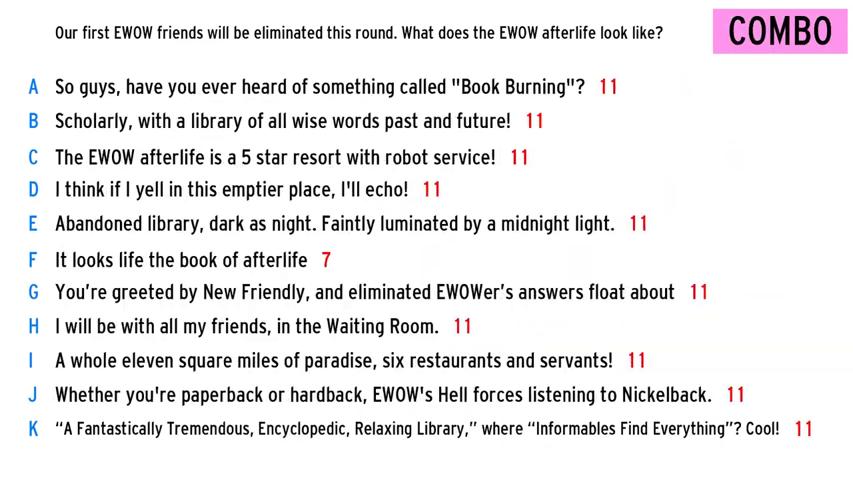 Our first EWOW friends will be eliminated this round. What does the EWOW afterlife look like?
COMBO
A So guys, have you ever heard of something called "Book Burning"? 11
B Scholarly, with a library of all wise words past and future! 11
C The EWOW afterlife is a 5 star resort with robot service! 11
D I think if I yell in this emptier place, I'll echo! 11
E Abandoned library, dark as night. Faintly luminated by a midnight light. 11
F It looks life the book of afterlife 7
G You’re greeted by New Friendly, and eliminated EWOWer’s answers float about 11
H I will be with all my friends, in the Waiting Room. 11
I A whole eleven square miles of paradise, six restaurants and servants! 11
J Whether you're paperback or hardback, EWOW's Hell forces listening to Nickelback. 11
K “A Fantastically Tremendous, Encyclopedic, Relaxing Library,” where “Informables Find Everything”? Cool! 11